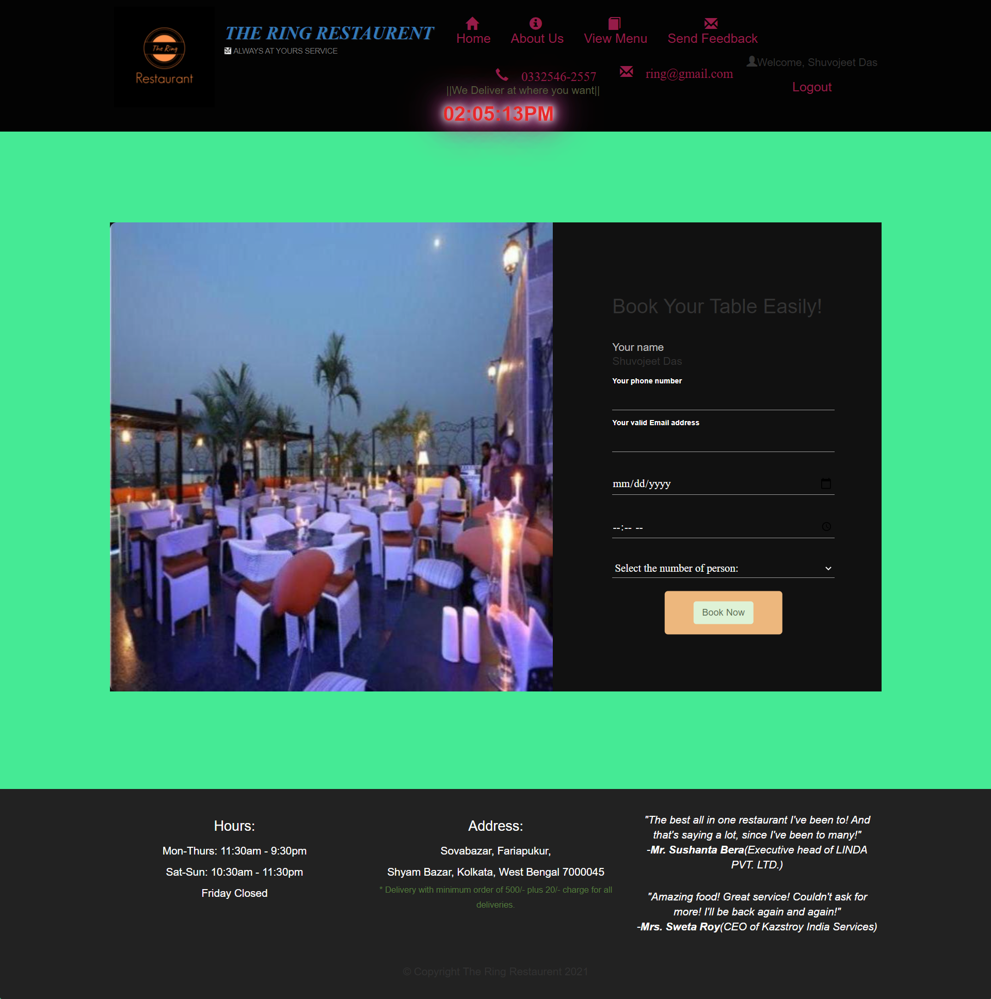 The Ring
Restaurant
THE RING RESTAURENT
ALWAYS AT YOURS SERVICE
Home
About Us
View Menu
Send Feedback
0332546-2557
ring@gmail.com
Welcome, Shuvojeet Das
Logout
||We Deliver at where you want||
02:05:13PM
Book Your Table Easily!
Your name
Shuvojeet Das
Your phone number
Your valid Email address
mm/dd/yyyy
--:-- --
Select the number of person:
Book Now
Hours:
Mon-Thurs: 11:30am - 9:30pm
Sat-Sun: 10:30am - 11:30pm
Friday Closed
Address:
Sovabazar, Fariapukur,
Shyam Bazar, Kolkata, West Bengal 7000045
* Delivery with minimum order of 500/- plus 20/- charge for all
deliveries.
"The best all in one restaurant I've been to! And
that's saying a lot, since I've been to many!"
-Mr. Sushanta Bera(Executive head of LINDA
PVT. LTD.)
"Amazing food! Great service! Couldn't ask for
more! I'll be back again and again!"
-Mrs. Sweta Roy(CEO of Kazstroy India Services)
© Copyright The Ring Restaurent 2021